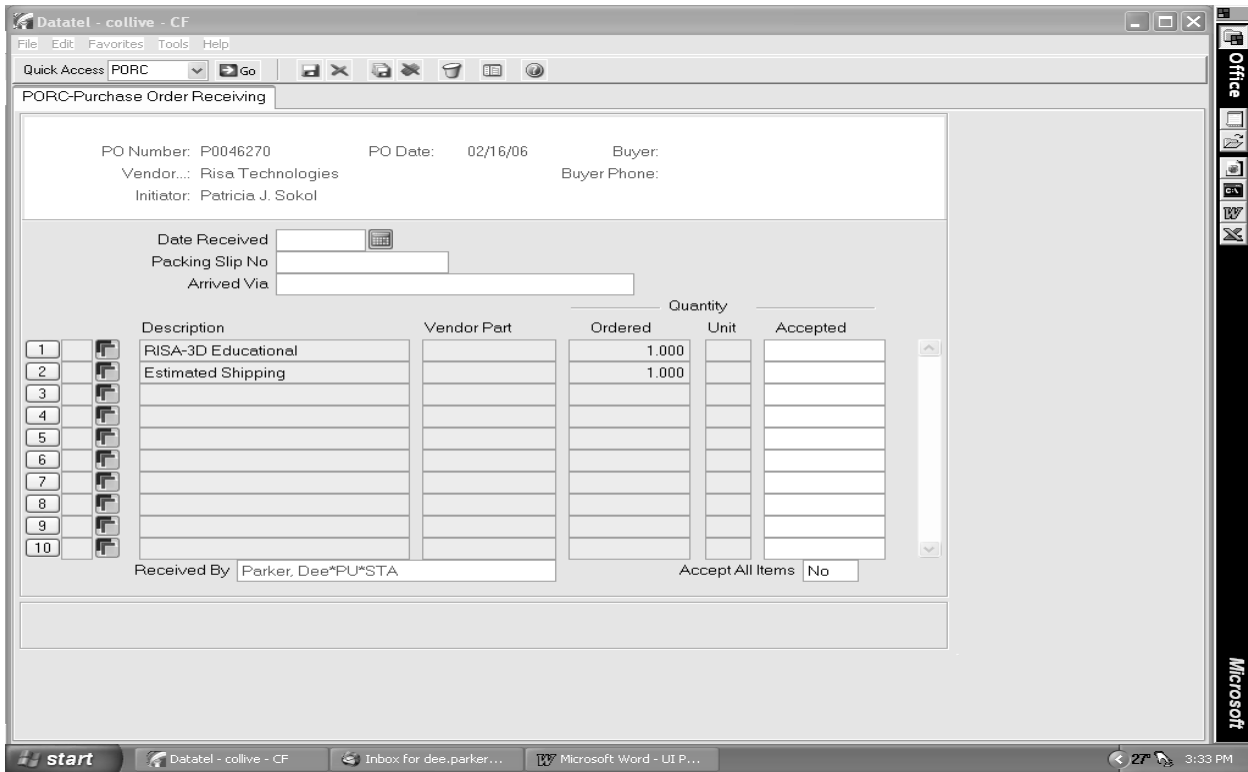 Datatel - collive - CF
File Edit Favorites Tools Help
Quick Access PORC Go
PORC-Purchase Order Receiving
PO Number: P0046270 PO Date: 02/16/06 Buyer:
Vendor...: Risa Technologies Buyer Phone:
Initiator: Patricia J. Sokol
Date Received
Packing Slip No
Arrived Via
Quantity
Description Vendor Part Ordered Unit Accepted
1 RISA-3D Educational 1.000
2 Estimated Shipping 1.000
3
4
5
6
7
8
9
10
Received By Parker, Dee*PU*STA Accept All Items No
start Datatel - collive - CF Inbox for dee.parker... Microsoft Word - UI P... 27° 3:33 PM
Office
C:\
W
X
Microsoft